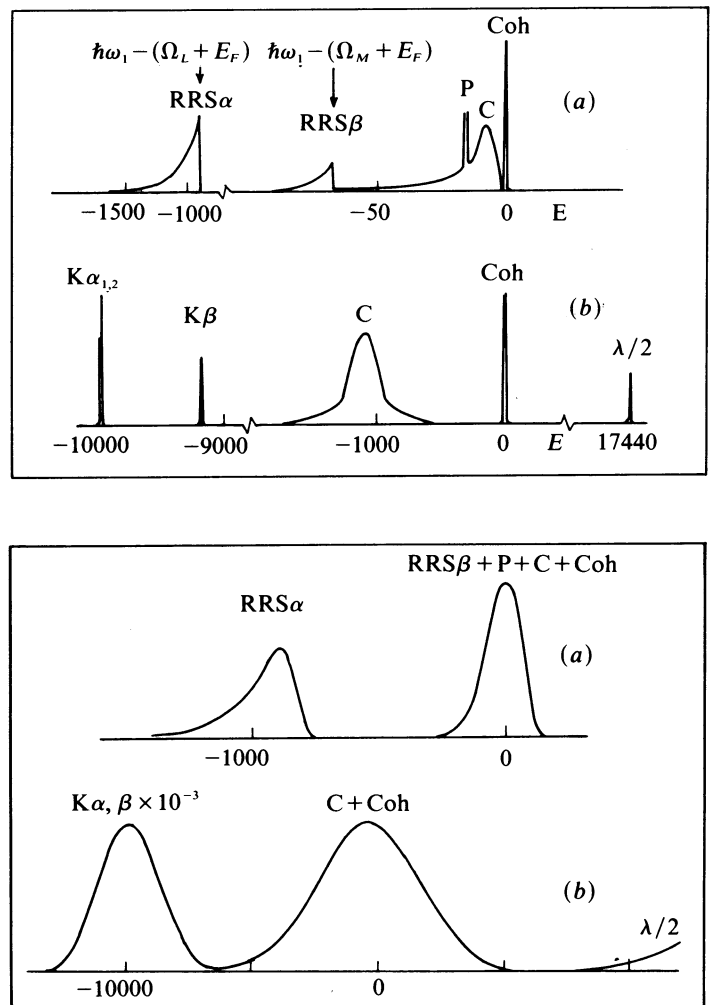 Coh
ħω₁−(Ω_L + E_F) ħω₁−(Ω_M + E_F)
RRSα P C (a)
RRSβ
−1500 −1000 −50 0 E
Kα₁,₂ Coh
Kβ C (b)
λ/2
−10000 −9000 −1000 0 E 17440
RRSβ + P + C + Coh
RRSα
(a)
−1000 0
Kα, β × 10⁻³ C + Coh
(b)
λ/2
−10000 0